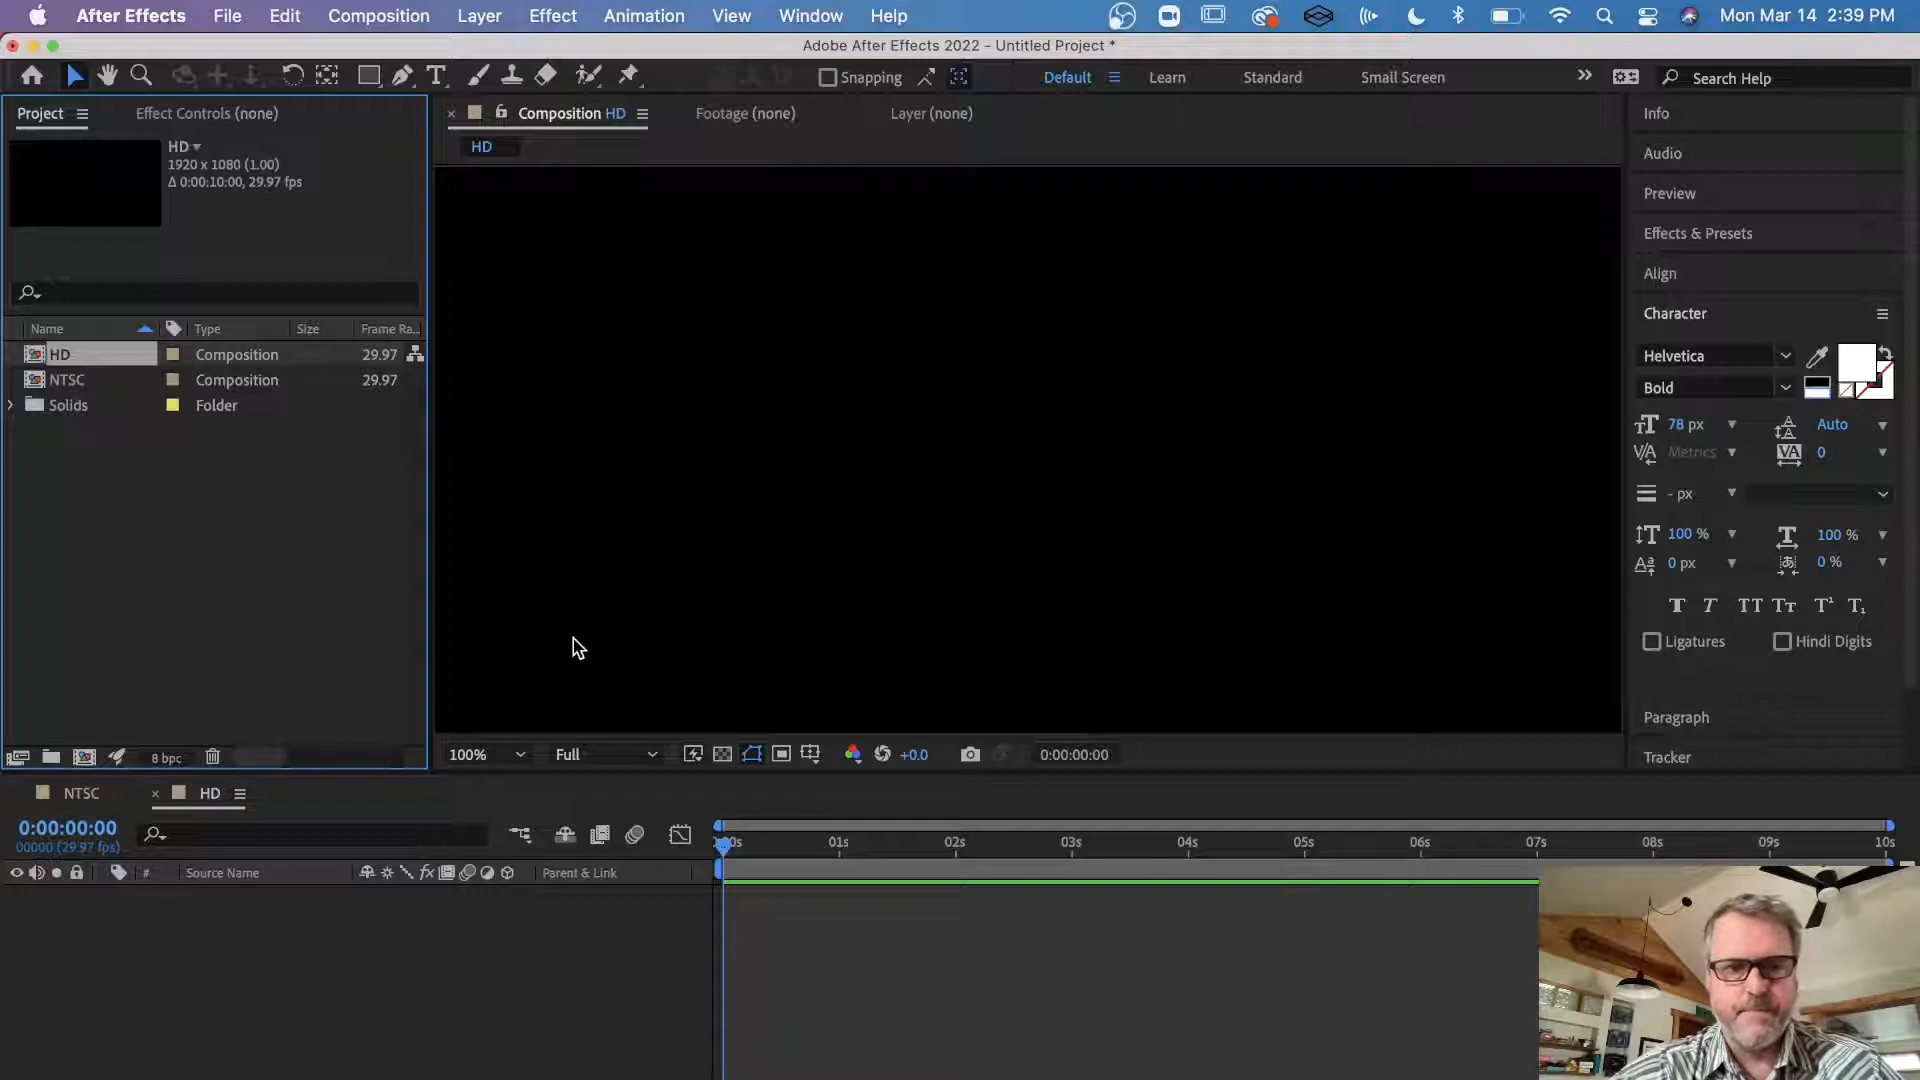 After Effects File Edit Composition Layer Effect Animation View Window Help Mon Mar 14 2:39 PM
Adobe After Effects 2022 - Untitled Project *
Snapping Default Learn Standard Small Screen Search Help
Project Effect Controls (none)
HD
1920 x 1080 (1.00)
Δ 0:00:10:00, 29.97 fps
Name Type Size Frame Ra...
HD Composition 29.97
NTSC Composition 29.97
Solids Folder
8 bpc
Composition HD Footage (none) Layer (none)
HD
100% Full +0.0 0:00:00:00
Info
Audio
Preview
Effects & Presets
Align
Character
Helvetica
Bold
78 px Auto
Metrics 0
- px
100 % 100 %
0 px 0 %
Ligatures Hindi Digits
Paragraph
Tracker
NTSC HD
0:00:00:00
00000 (29.97 fps)
# Source Name Parent & Link
01s 02s 03s 04s 05s 06s 07s 08s 09s 10s